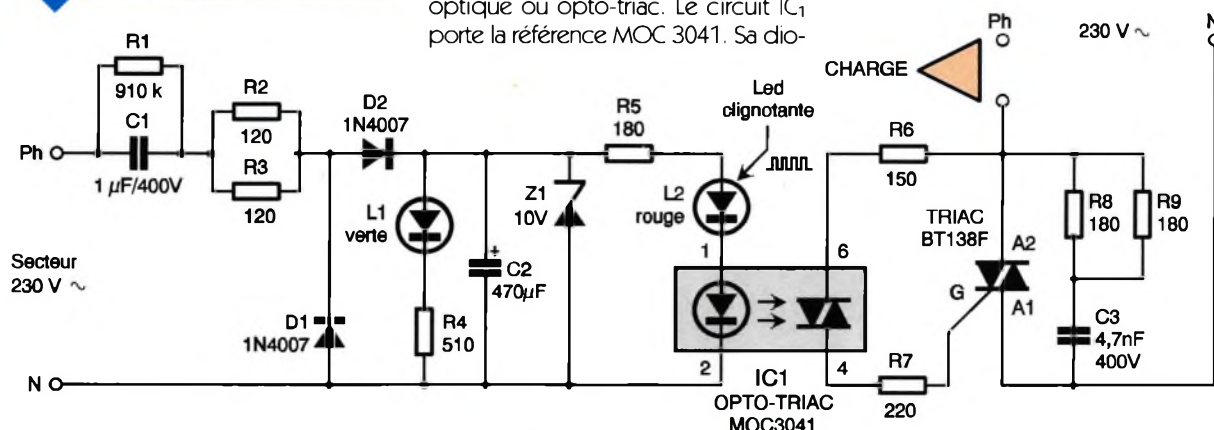 optique ou opto-triac. Le circuit IC1
porte la référence MOC 3041. Sa dio-
R1
910 k
C1
1 µF/400V
Ph
R2
120
R3
120
D2
1N4007
L1
verte
D1
1N4007
R4
510
C2
470µF
+
Z1
10V
R5
180
Led
clignotante
L2
rouge
1
2
6
4
IC1
OPTO-TRIAC
MOC3041
R6
150
R7
220
CHARGE
Ph
230 V ~
N
TRIAC
BT138F
A2
G
A1
R8
180
R9
180
C3
4,7nF
400V
Secteur
230 V ~
N